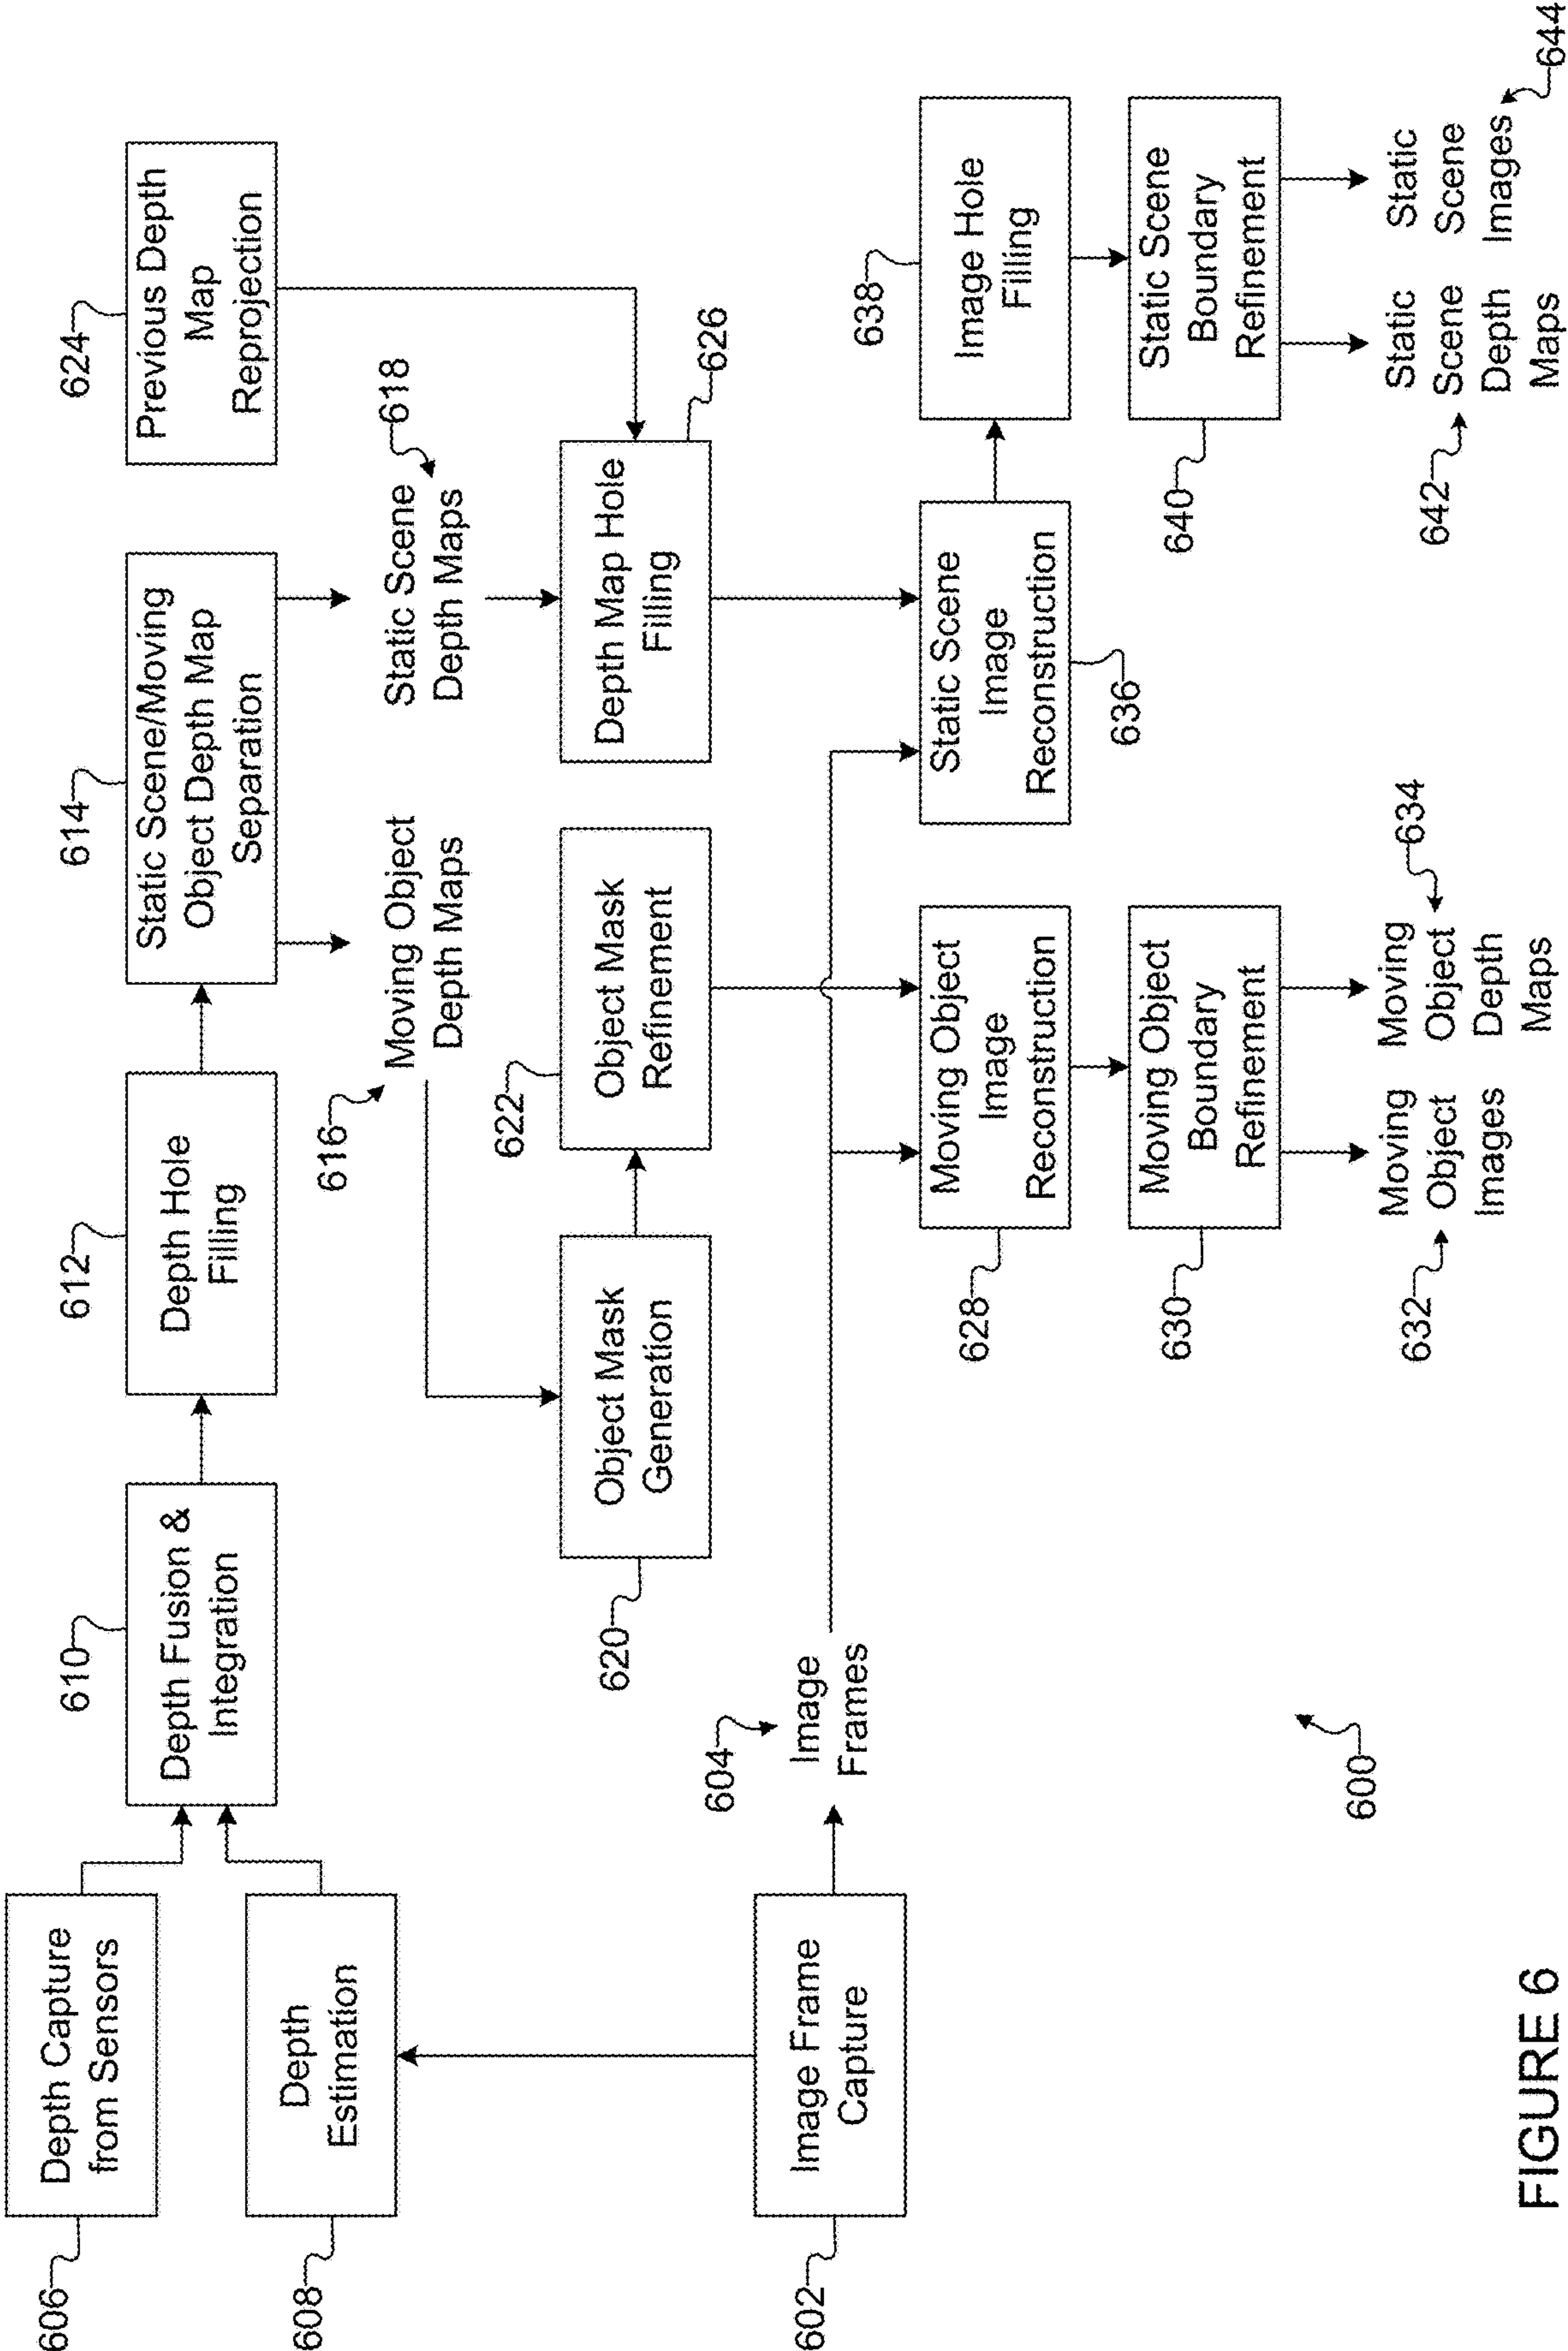 606
Depth Capture
from Sensors
608
Depth
Estimation
602
Image Frame
Capture
610
Depth Fusion &
Integration
612
Depth Hole
Filling
614
Static Scene/Moving
Object Depth Map
Separation
624
Previous Depth
Map
Reprojection
616
Moving Object
Depth Maps
618
Static Scene
Depth Maps
620
Object Mask
Generation
622
Object Mask
Refinement
626
Depth Map Hole
Filling
604
Image
Frames
628
Moving Object
Image
Reconstruction
636
Static Scene
Image
Reconstruction
638
Image Hole
Filling
630
Moving Object
Boundary
Refinement
640
Static Scene
Boundary
Refinement
632
Moving
Object
Images
634
Moving
Object
Depth
Maps
642
Static
Scene
Depth
Maps
644
Static
Scene
Images
600
FIGURE 6